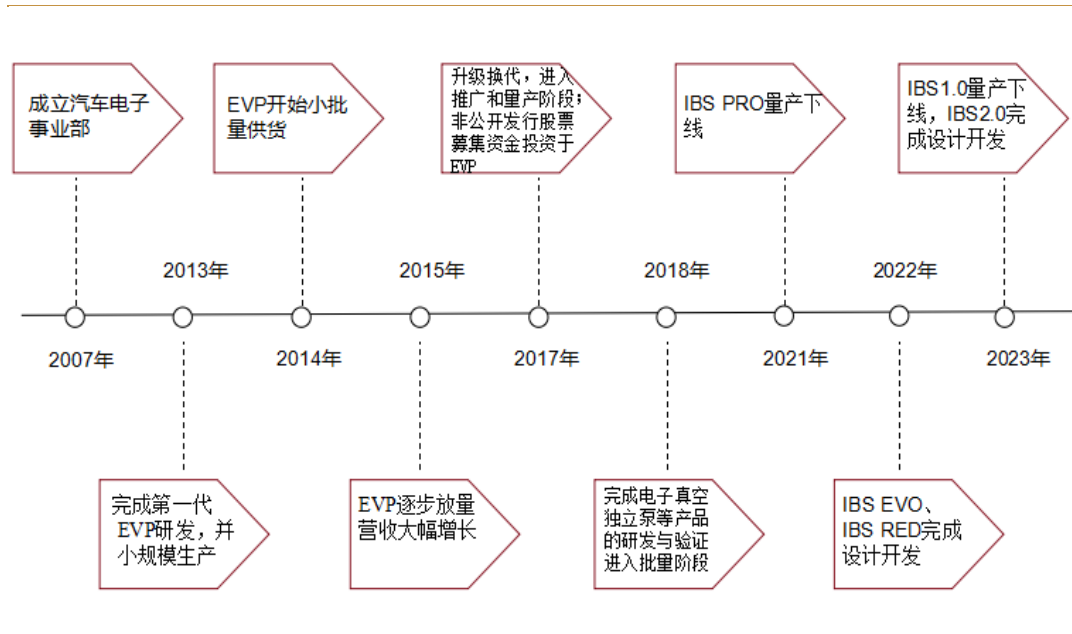 成立汽车电子
事业部
EVP开始小批
量供货
升级换代，进入
推广和量产阶段；
非公开发行股票
募集资金投资于
EVP
IBS PRO量产下
线
IBS1.0量产下
线，IBS2.0完
成设计开发
2013年
2015年
2018年
2022年
2007年
2014年
2017年
2021年
2023年
完成第一代
EVP研发，并
小规模生产
EVP逐步放量
营收大幅增长
完成电子真空
独立泵等产品
的研发与验证
进入批量阶段
IBS EVO、
IBS RED完成
设计开发